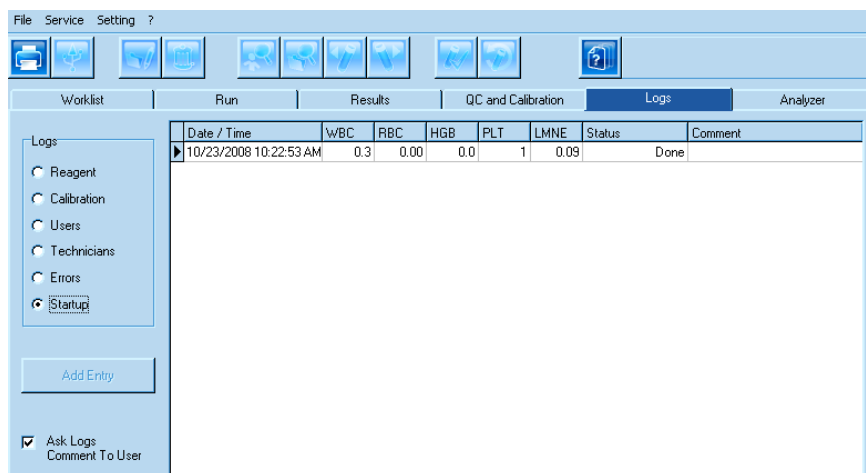 File Service Setting ?
Worklist Run Results QC and Calibration Logs Analyzer
Logs
Reagent
Calibration
Users
Technicians
Errors
Startup
Add Entry
Ask Logs
Comment To User
Date / Time WBC RBC HGB PLT LMNE Status Comment
10/23/2008 10:22:53 AM 0.3 0.00 0.0 1 0.09 Done